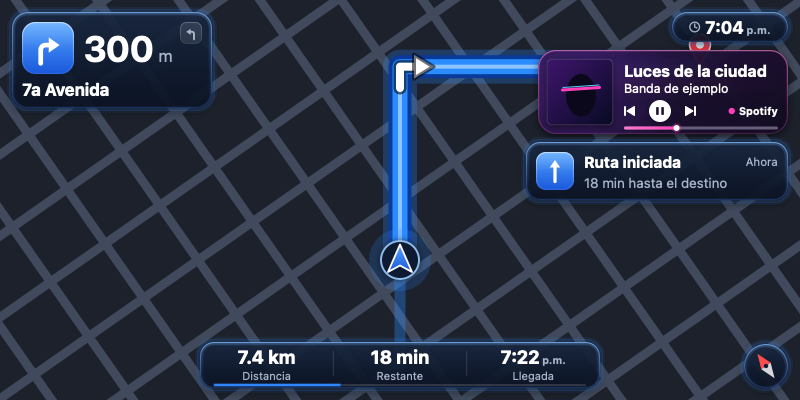 300 m
7a Avenida
7:04 p.m.
Luces de la ciudad
Banda de ejemplo
Spotify
Ruta iniciada
Ahora
18 min hasta el destino
7.4 km
Distancia
18 min
Restante
7:22 p.m.
Llegada